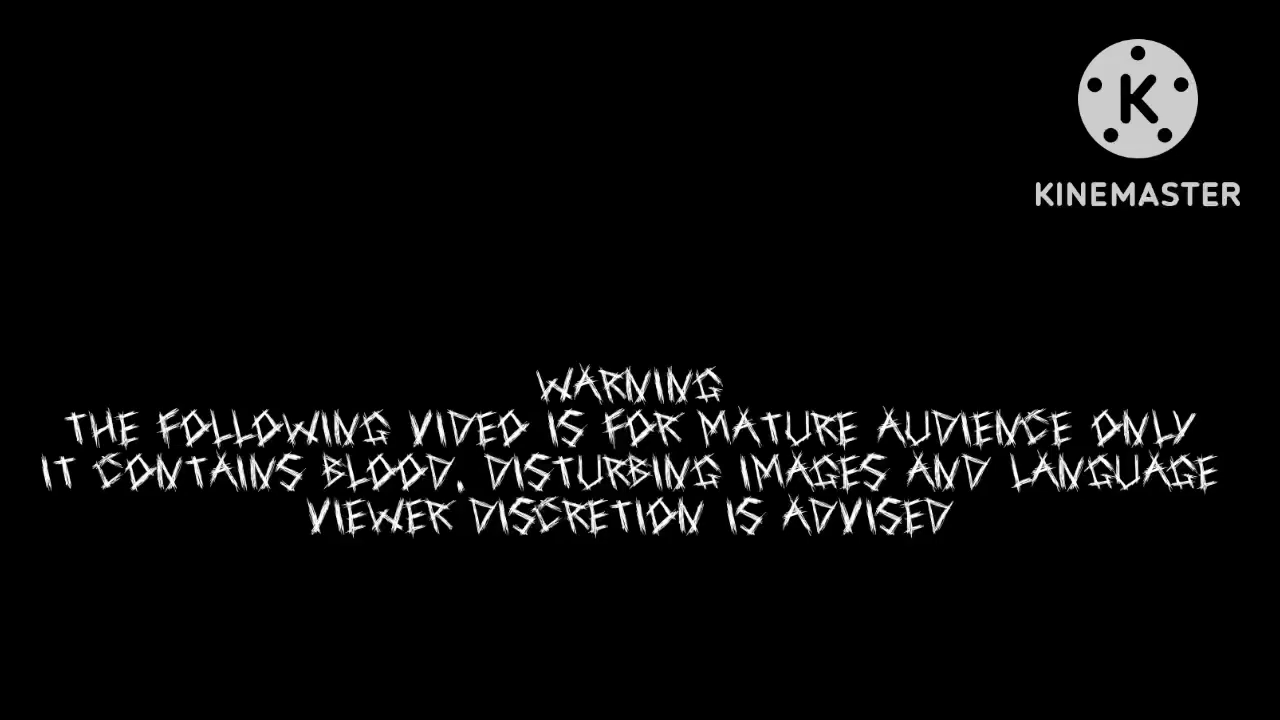 K
KINEMASTER
WARNING
THE FOLLOWING VIDEO IS FOR MATURE AUDIENCE ONLY
IT CONTAINS BLOOD, DISTURBING IMAGES AND LANGUAGE
VIEWER DISCRETION IS ADVISED